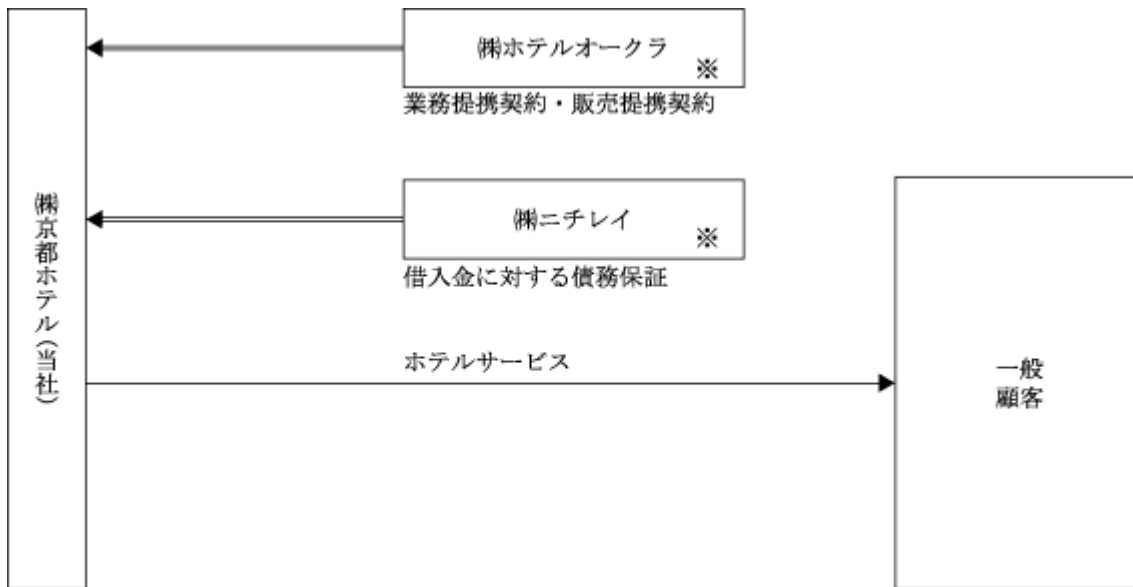 ㈱ホテルオークラ
※
業務提携契約・販売提携契約
㈱京都ホテル(当社)
㈱ニチレイ
※
借入金に対する債務保証
ホテルサービス
一般
顧客